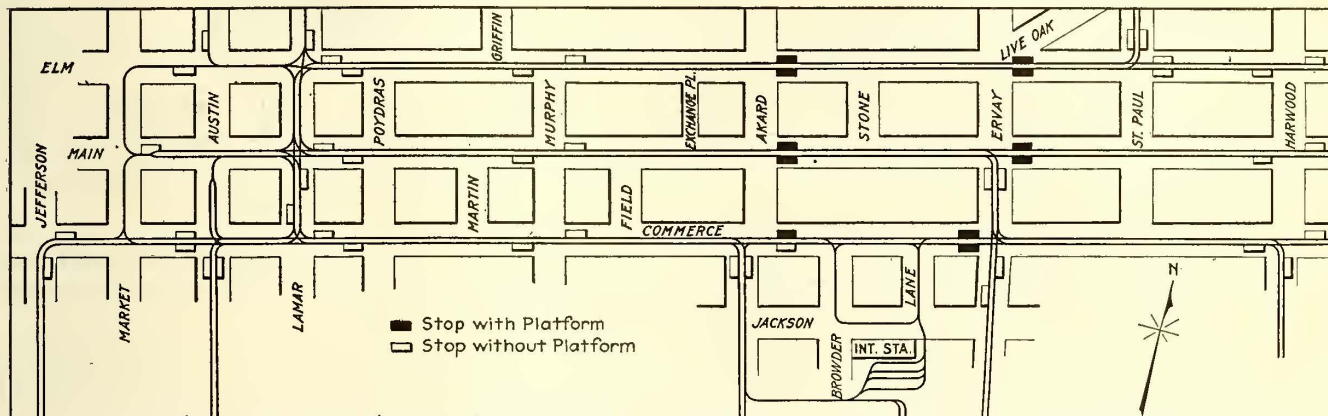 GRIFFIN
LIVE OAK
ELM
AUSTIN
POYDRAS
MURPHY
EXCHANGE PL.
AKARD
STONE
ERVAY
ST. PAUL
HARWOOD
MAIN
JEFFERSON
MARTIN
FIELD
COMMERCE
MARKET
LAMAR
LANE
N
JACKSON
Stop with Platform
Stop without Platform
BROWDER
INT. STA.